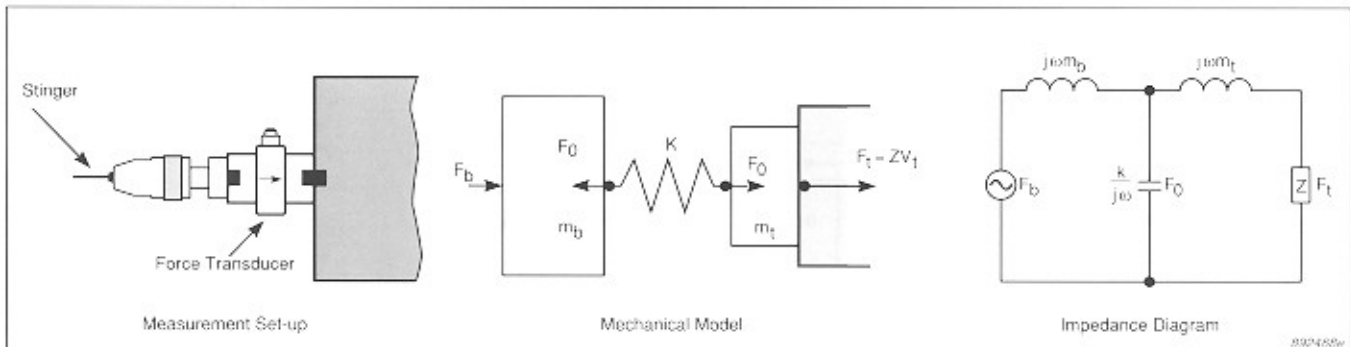 Stinger
Force Transducer
Measurement Set-up
F_b
F_0
m_b
K
F_0
m_t
F_t = ZV_t
Mechanical Model
jωm_b
jωm_t
F_b
k
jω
F_0
Z
F_t
Impedance Diagram
892468e